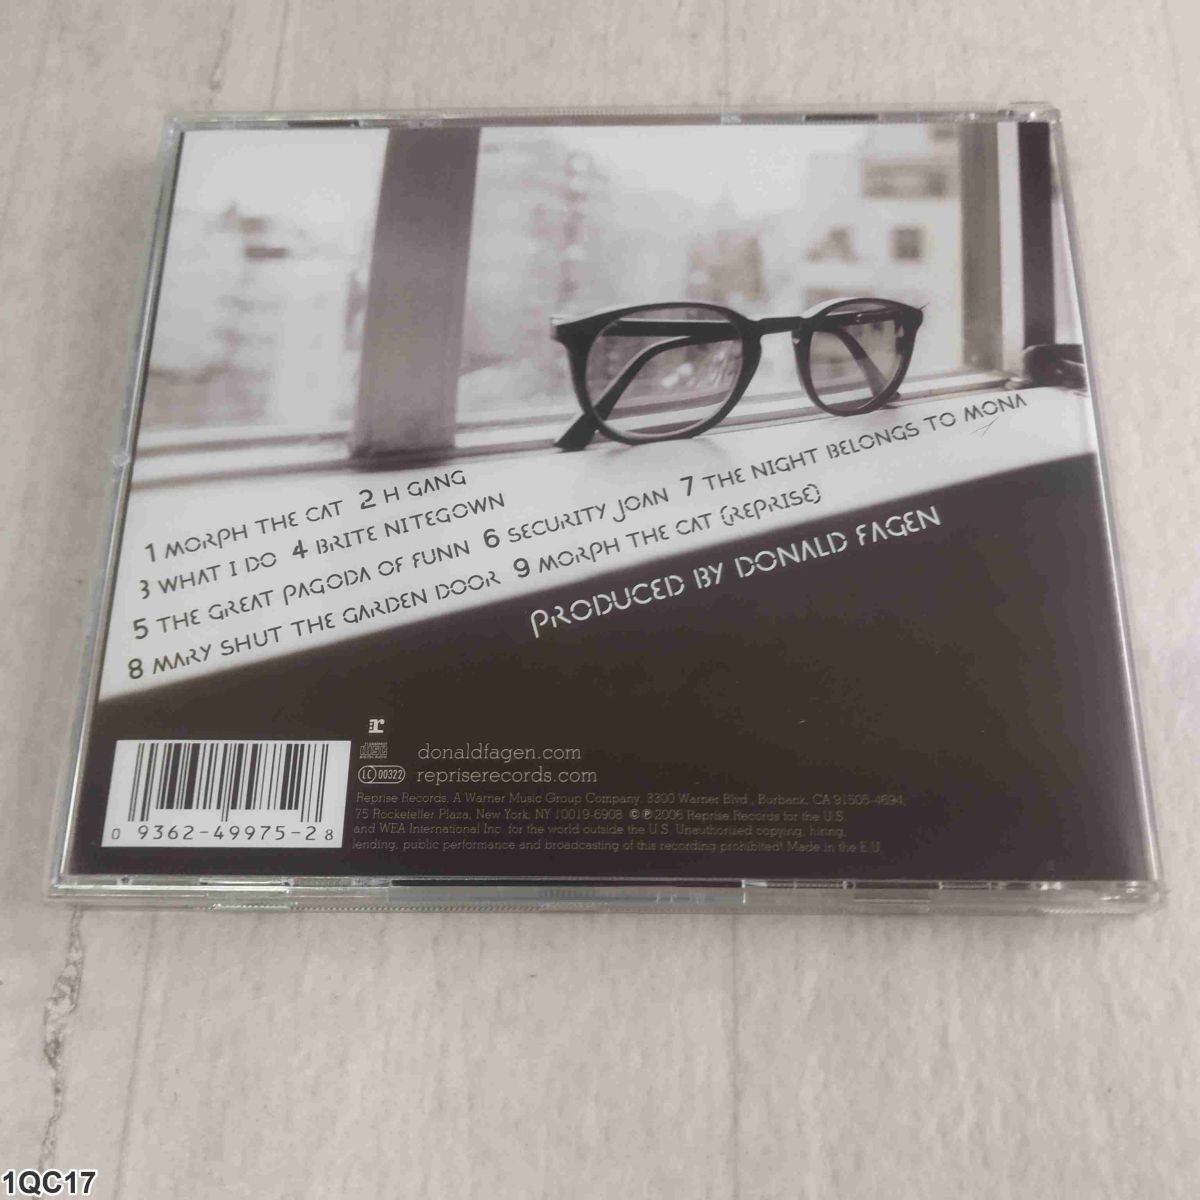 1 MORPH THE CAT 2 H GANG
3 WHAT I DO 4 BRITE NITEGOWN
5 THE GREAT PAGODA OF FUNN 6 SECURITY JOAN 7 THE NIGHT BELONGS TO MONA
8 MARY SHUT THE GARDEN DOOR 9 MORPH THE CAT (REPRISE)
PRODUCED BY DONALD FAGEN
r
disc
LC 00322
donaldfagen.com
repriserecords.com
Reprise Records, A Warner Music Group Company, 3300 Warner Blvd., Burbank, CA 91505-4694;
75 Rockefeller Plaza, New York, NY 10019-6908 © ℗ 2006 Reprise Records for the U.S.
and WEA International Inc. for the world outside the U.S. Unauthorized copying, hiring,
lending, public performance and broadcasting of this recording prohibited! Made in the E.U.
0 9362-49975-2 8
1QC17